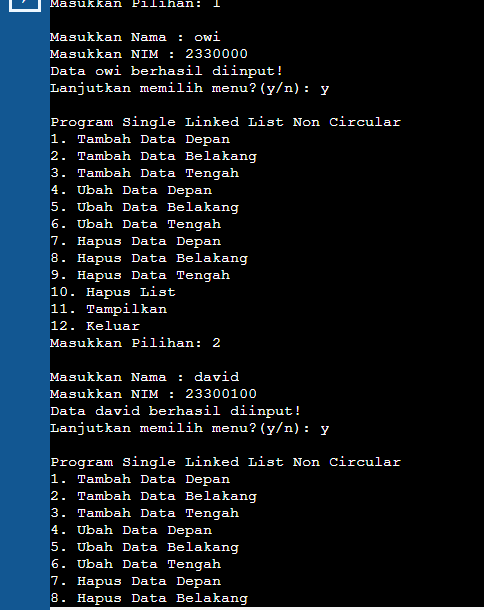 Masukkan Pilihan: 1
Masukkan Nama : owi
Masukkan NIM : 2330000
Data owi berhasil diinput!
Lanjutkan memilih menu?(y/n): y
Program Single Linked List Non Circular
1. Tambah Data Depan
2. Tambah Data Belakang
3. Tambah Data Tengah
4. Ubah Data Depan
5. Ubah Data Belakang
6. Ubah Data Tengah
7. Hapus Data Depan
8. Hapus Data Belakang
9. Hapus Data Tengah
10. Hapus List
11. Tampilkan
12. Keluar
Masukkan Pilihan: 2
Masukkan Nama : david
Masukkan NIM : 23300100
Data david berhasil diinput!
Lanjutkan memilih menu?(y/n): y
Program Single Linked List Non Circular
1. Tambah Data Depan
2. Tambah Data Belakang
3. Tambah Data Tengah
4. Ubah Data Depan
5. Ubah Data Belakang
6. Ubah Data Tengah
7. Hapus Data Depan
8. Hapus Data Belakang